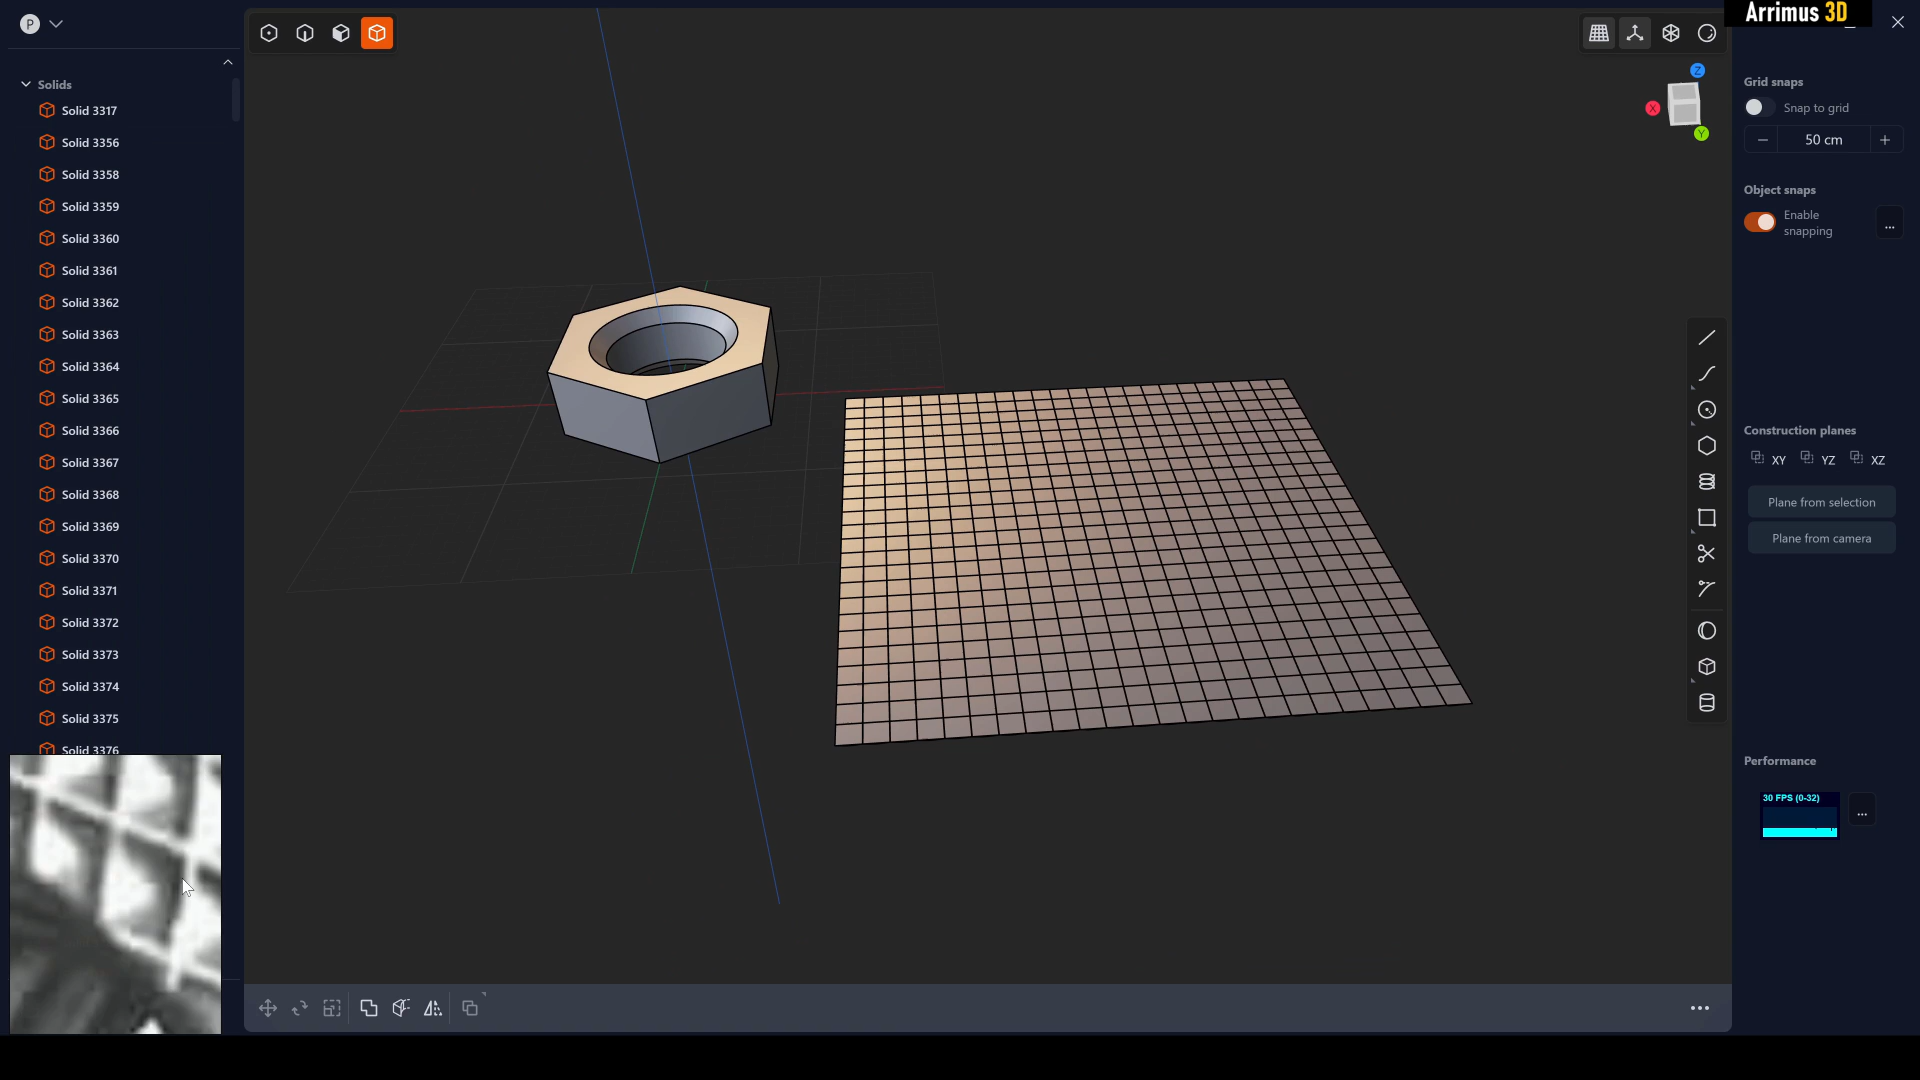 P
Arrimus 3D
Solids
Solid 3317
Solid 3356
Solid 3358
Solid 3359
Solid 3360
Solid 3361
Solid 3362
Solid 3363
Solid 3364
Solid 3365
Solid 3366
Solid 3367
Solid 3368
Solid 3369
Solid 3370
Solid 3371
Solid 3372
Solid 3373
Solid 3374
Solid 3375
Solid 3376
Z
X
Y
Grid snaps
Snap to grid
50 cm
Object snaps
Enable
snapping
...
Construction planes
XY YZ XZ
Plane from selection
Plane from camera
Performance
30 FPS (0-32)
...